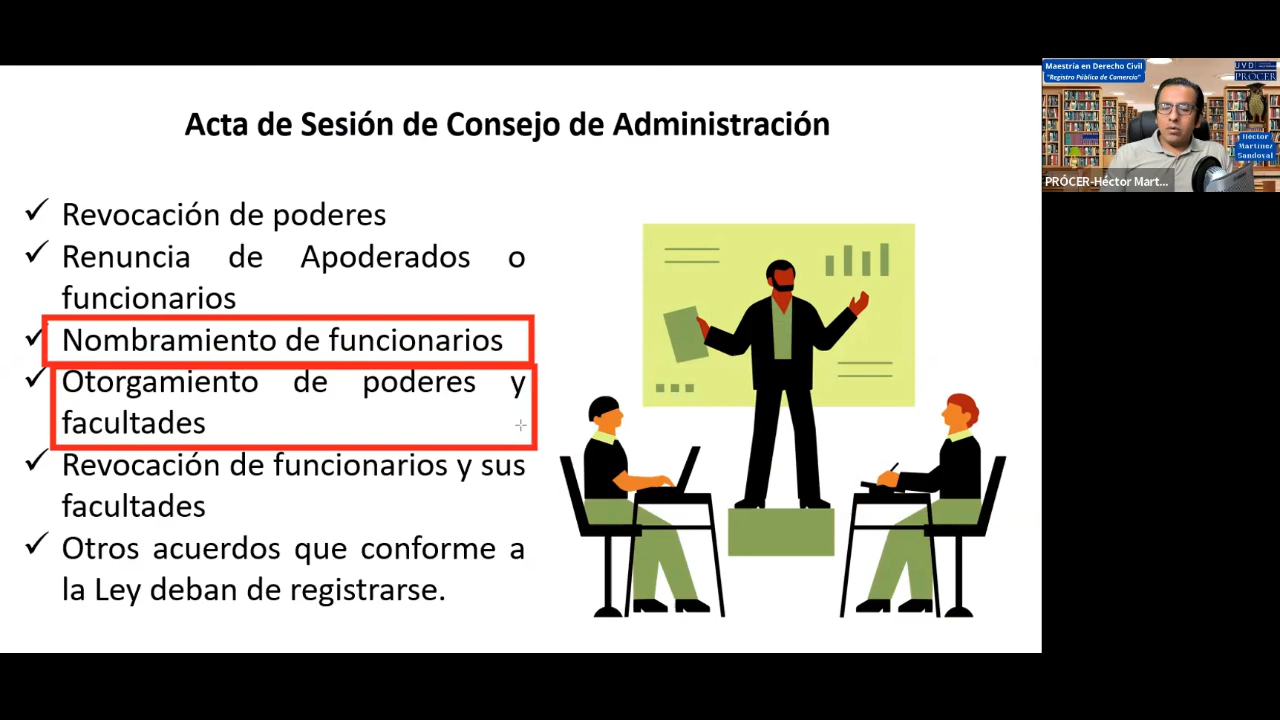 Acta de Sesión de Consejo de Administración
Revocación de poderes
Renuncia de Apoderados o
funcionarios
Nombramiento de funcionarios
Otorgamiento de poderes y
facultades
Revocación de funcionarios y sus
facultades
Otros acuerdos que conforme a
la Ley deban de registrarse.
Maestría en Derecho Civil
"Registro Público de Comercio"
UVD
PRÓCER
Héctor
Martínez
Sandoval
PRÓCER-Héctor Mart...